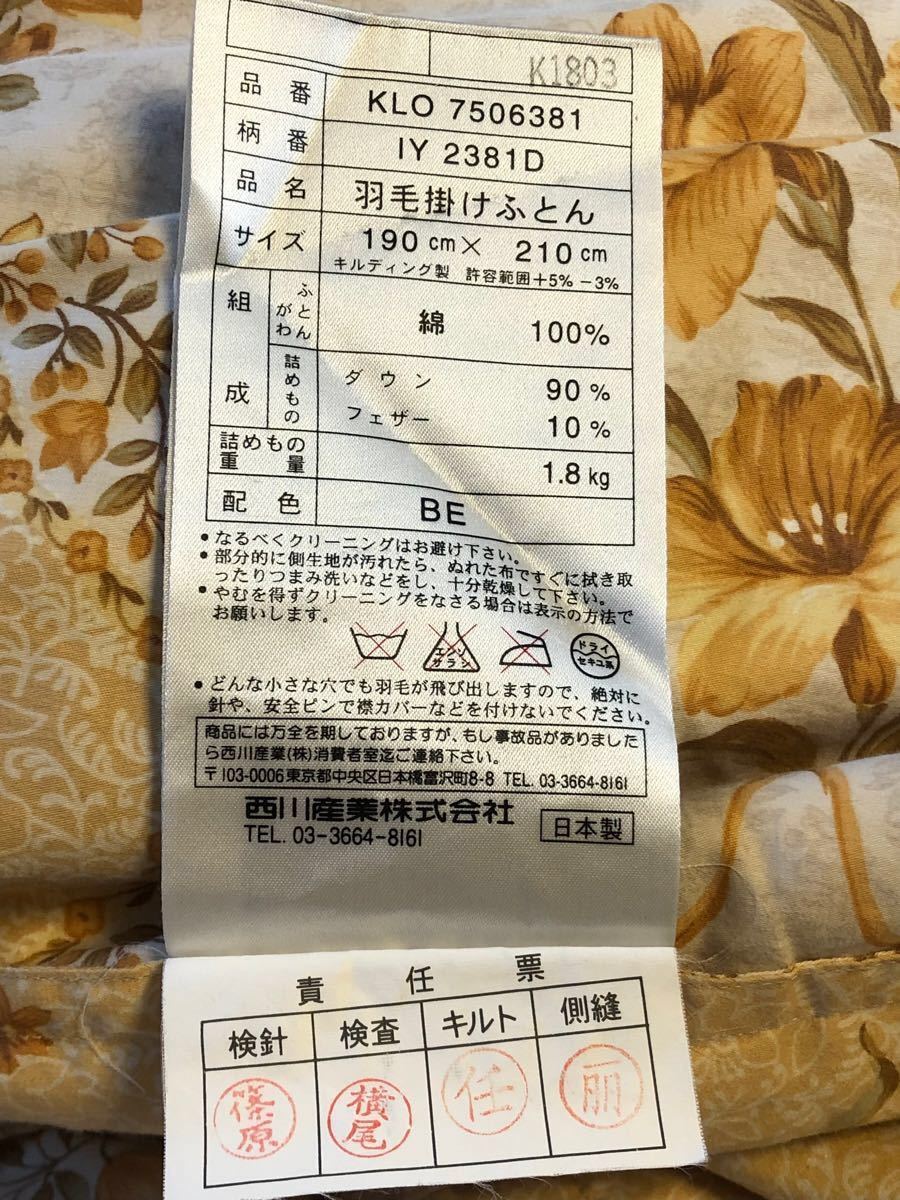 K1803
品番 KLO 7506381
柄番 IY 2381D
品名 羽毛掛けふとん
サイズ 190 cm× 210 cm
キルディング製 許容範囲+5% −3%
組成
ふとんがわ 綿 100%
詰めもの ダウン 90 %
フェザー 10 %
詰めもの重量 1.8 kg
配色 BE
• なるべくクリーニングはお避け下さい。
• 部分的に側生地が汚れたら、ぬれた布ですぐに拭き取
ったりつまみ洗いなどをし、十分乾燥して下さい。
• やむを得ずクリーニングをなさる場合は表示の方法で
お願いします。
エンソ
サラシ
ドライ
セキユ系
• どんな小さな穴でも羽毛が飛び出しますので、絶対に
針や、安全ピンで襟カバーなどを付けないでください。
商品には万全を期しておりますが、もし事故品がありました
ら西川産業(株)消費者室迄ご連絡下さい。
〒103-0006東京都中央区日本橋富沢町8-8 TEL. 03-3664-8161
西川産業株式会社
TEL. 03-3664-8161
日本製
責任票
検針 検査 キルト 側縫
篠原 横尾 任 丽